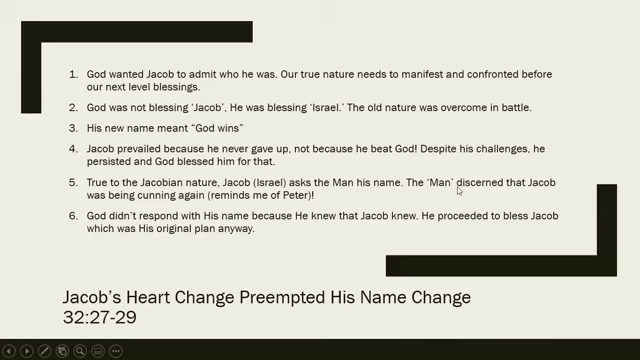 1. God wanted Jacob to admit who he was. Our true nature needs to manifest and confronted before
our next level blessings.
2. God was not blessing ‘Jacob’, He was blessing ‘Israel.’ The old nature was overcome in battle.
3. His new name meant “God wins”
4. Jacob prevailed because he never gave up, not because he beat God! Despite his challenges, he
persisted and God blessed him for that.
5. True to the Jacobian nature, Jacob (Israel) asks the Man his name. The ‘Man’ discerned that Jacob
was being cunning again (reminds me of Peter)!
6. God didn’t respond with His name because He knew that Jacob knew. He proceeded to bless Jacob
which was His original plan anyway.
Jacob’s Heart Change Preempted His Name Change
32:27-29